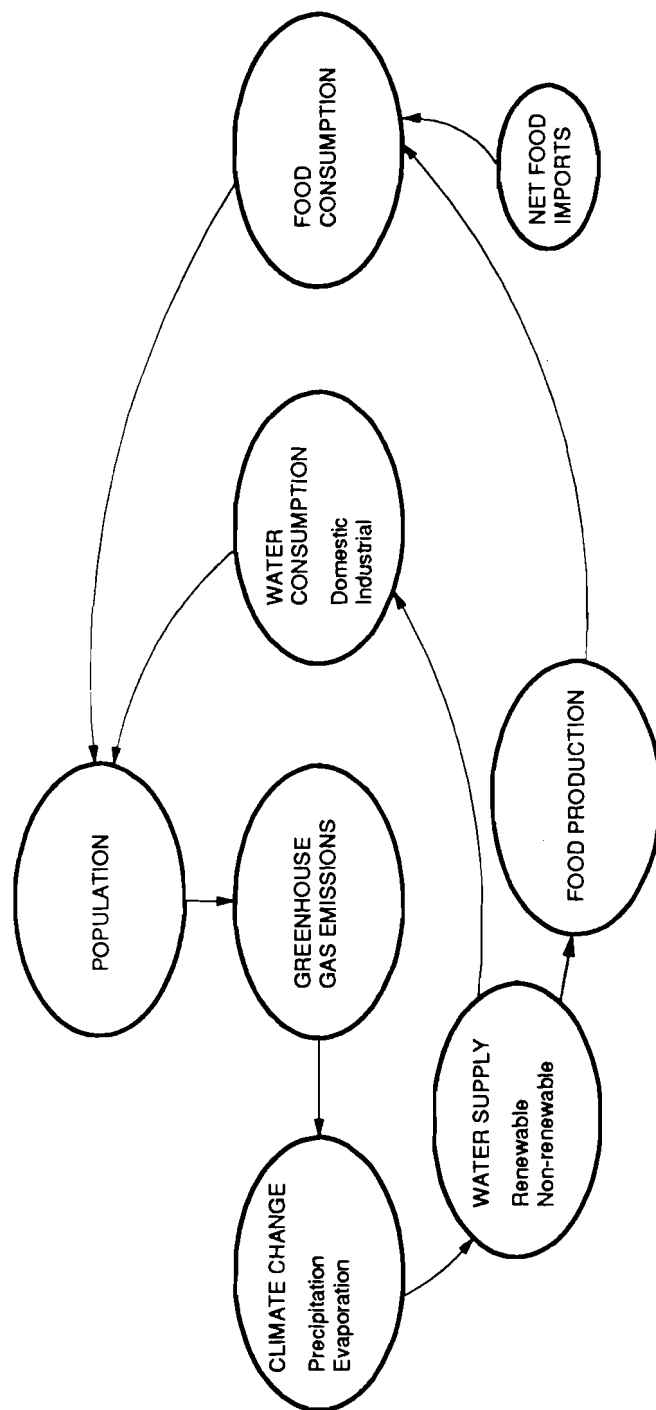 POPULATION
CLIMATE CHANGE
Precipitation
Evaporation
GREENHOUSE
GAS EMISSIONS
WATER
CONSUMPTION
Domestic
Industrial
FOOD
CONSUMPTION
WATER SUPPLY
Renewable
Non-renewable
FOOD PRODUCTION
NET FOOD
IMPORTS